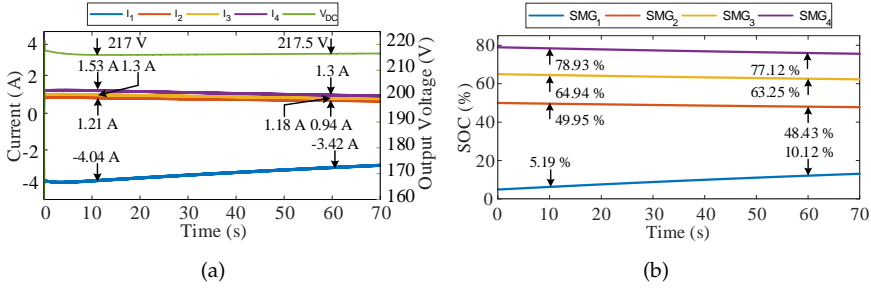 I1 I2 I3 I4 VDC
4
2
0
-2
-4
Current (A)
217 V
217.5 V
1.53 A
1.3 A
1.3 A
1.21 A
1.18 A
0.94 A
-4.04 A
-3.42 A
220
210
200
190
180
170
160
Output Voltage (V)
0 10 20 30 40 50 60 70
Time (s)
(a)
SMG1 SMG2 SMG3 SMG4
80
60
40
20
0
SOC (%)
78.93 %
77.12 %
64.94 %
63.25 %
49.95 %
48.43 %
5.19 %
10.12 %
0 10 20 30 40 50 60 70
Time (s)
(b)